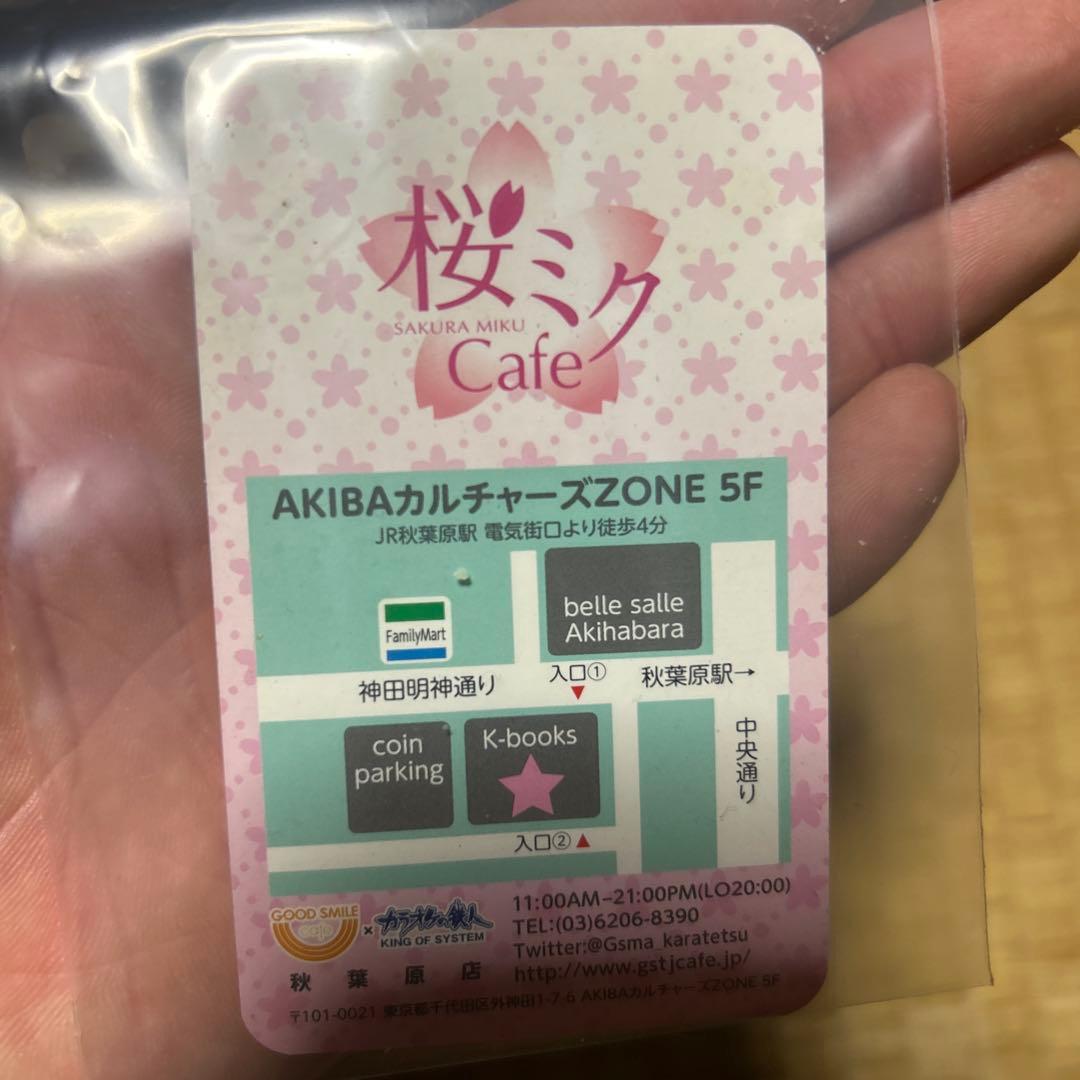 桜ミク
SAKURA MIKU
Cafe
AKIBAカルチャーズZONE 5F
JR秋葉原駅 電気街口より徒歩4分
belle salle
Akihabara
FamilyMart
入口①
秋葉原駅→
神田明神通り
coin
parking
K-books
中央通り
入口②
GOOD SMILE
cafe
×
カラオケの鉄人
KING OF SYSTEM
秋葉原店
11:00AM-21:00PM(LO20:00)
TEL:(03)6206-8390
Twitter:@Gsma_karatetsu
http://www.gstjcafe.jp/
〒101-0021 東京都千代田区外神田1-7-6 AKIBAカルチャーズZONE 5F